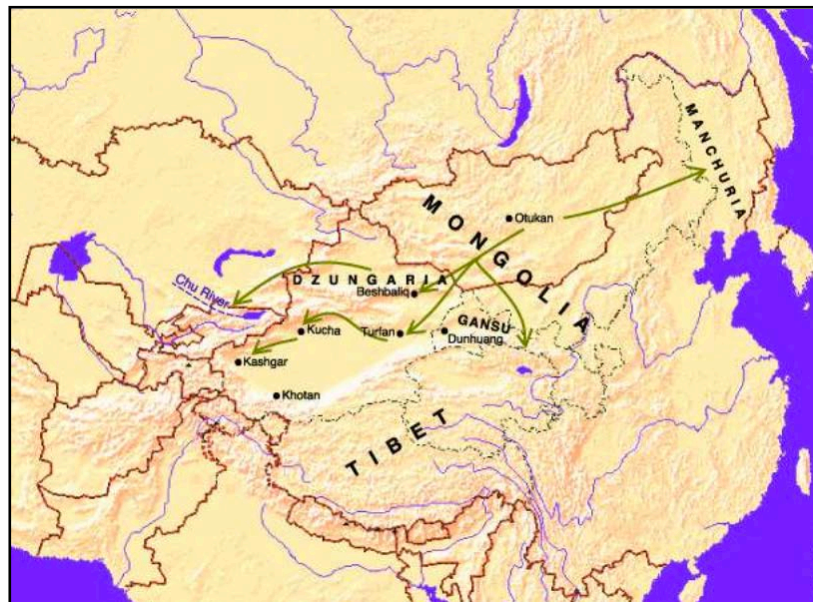 MANCHURIA
MONGOLIA
Otukan
DZUNGARIA
Beshbaliq
Chu River
Kucha
Turfan
GANSU
Dunhuang
Kashgar
Khotan
TIBET